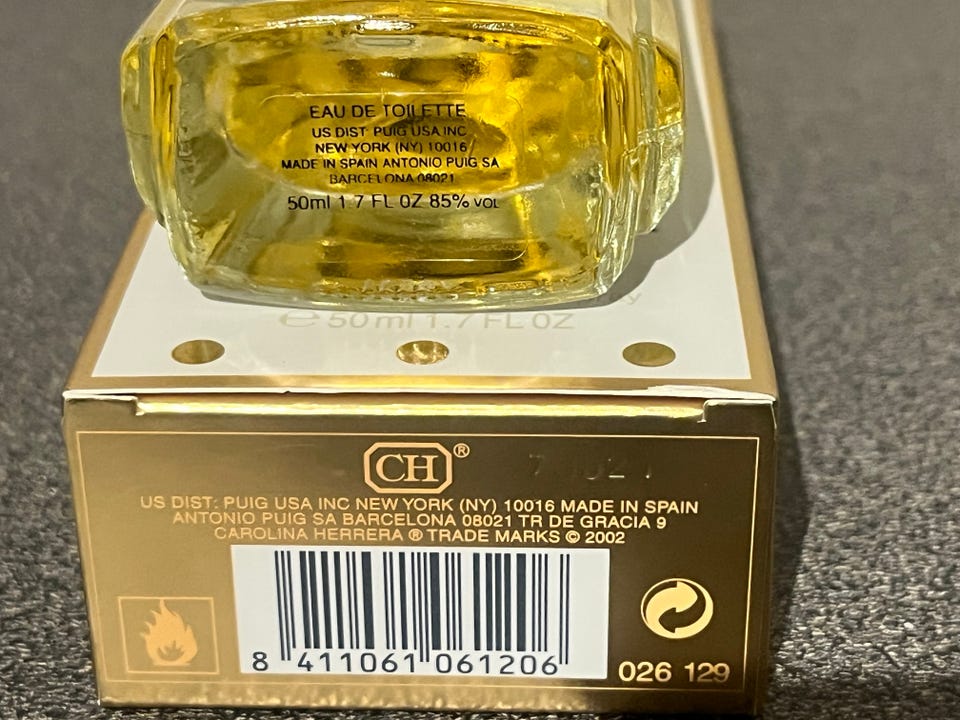 EAU DE TOILETTE
US DIST PUIG USA INC
NEW YORK (NY) 10016
MADE IN SPAIN ANTONIO PUIG SA
BARCELONA 08021
50ml 1.7 FL OZ 85% VOL
e 50 ml 1.7 FL OZ
CH®
US DIST: PUIG USA INC NEW YORK (NY) 10016 MADE IN SPAIN
ANTONIO PUIG SA BARCELONA 08021 TR DE GRACIA 9
CAROLINA HERRERA ® TRADE MARKS © 2002
8 411061 061206
026 129